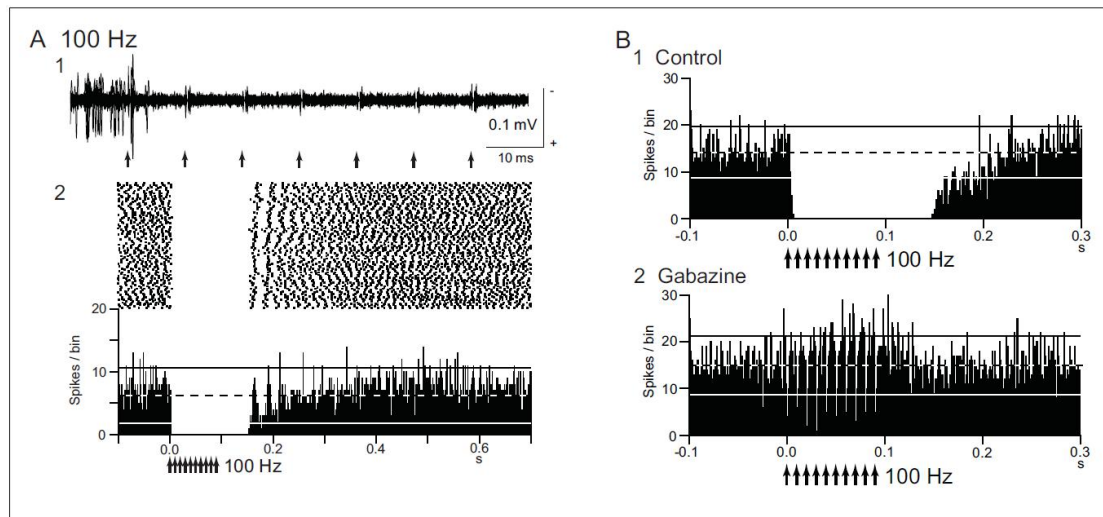 A 100 Hz
1
-
0.1 mV
+
10 ms
2
20
Spikes / bin
10
0
0.0 0.2 0.4 0.6
s
100 Hz
B
1 Control
30
Spikes / bin
20
10
0
-0.1 0.0 0.1 0.2 0.3
s
100 Hz
2 Gabazine
30
Spikes / bin
20
10
0
-0.1 0.0 0.1 0.2 0.3
s
100 Hz